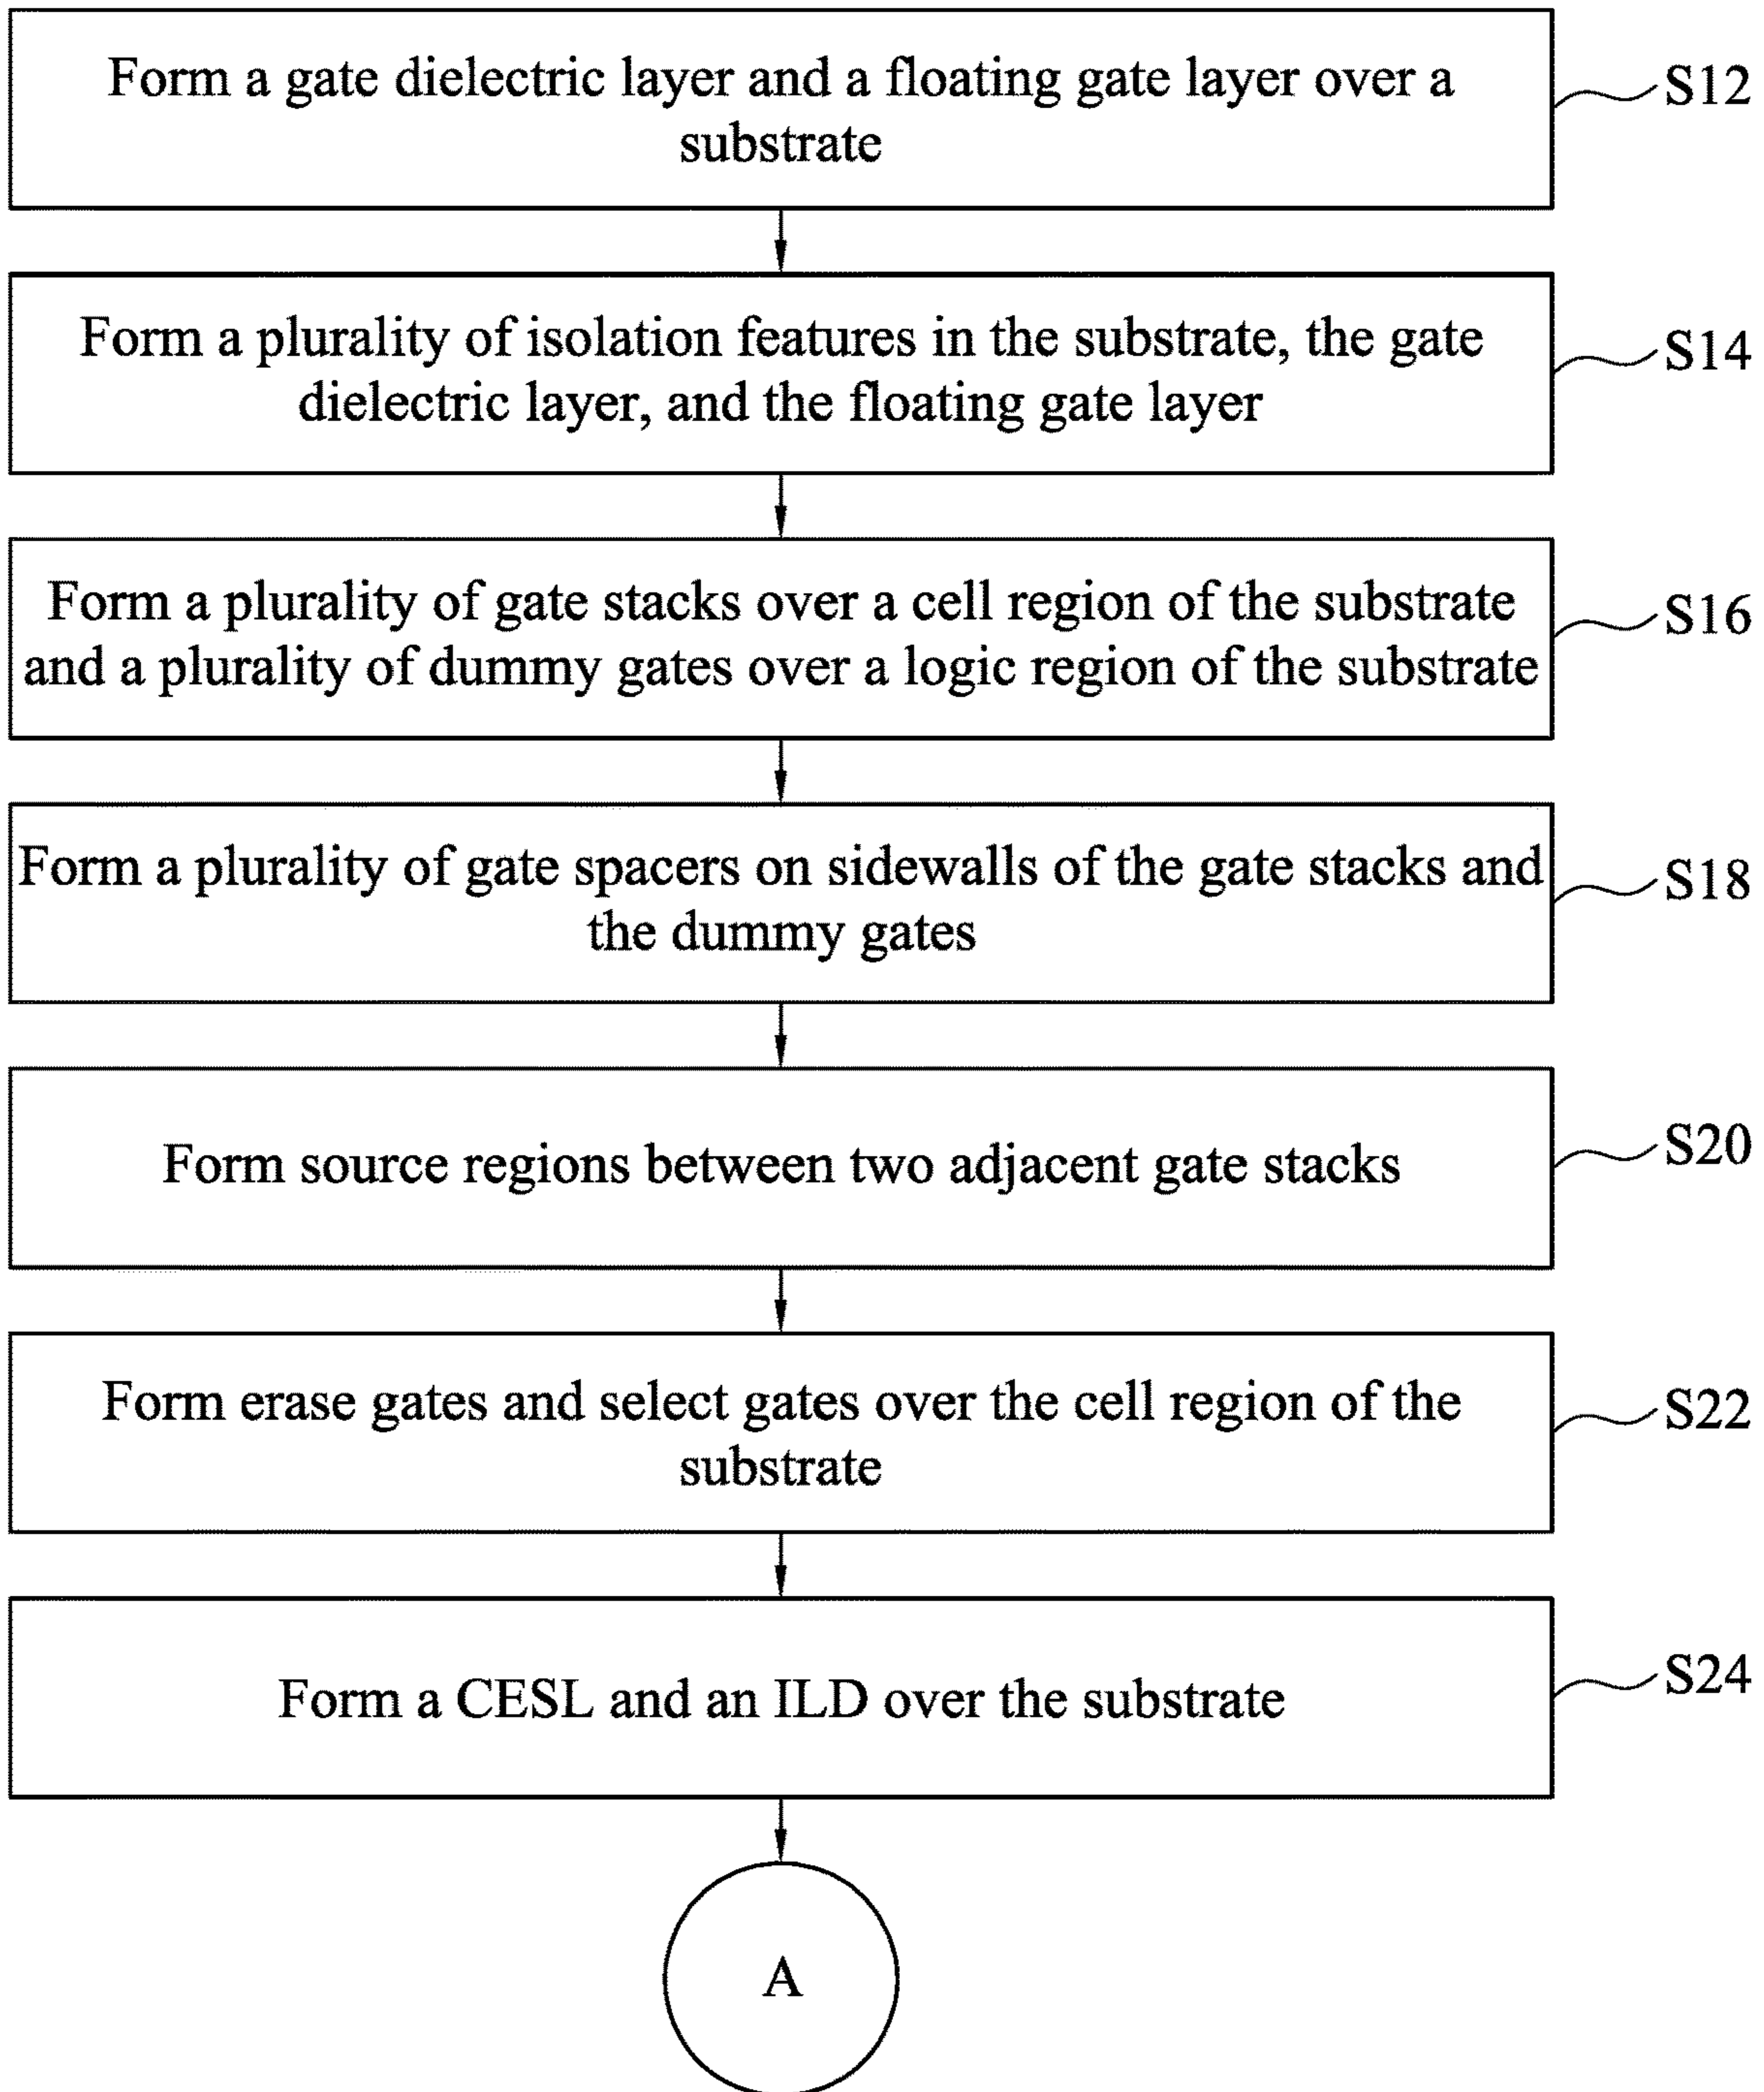 Form a gate dielectric layer and a floating gate layer over a
substrate
S12
Form a plurality of isolation features in the substrate, the gate
dielectric layer, and the floating gate layer
S14
Form a plurality of gate stacks over a cell region of the substrate
and a plurality of dummy gates over a logic region of the substrate
S16
Form a plurality of gate spacers on sidewalls of the gate stacks and
the dummy gates
S18
Form source regions between two adjacent gate stacks
S20
Form erase gates and select gates over the cell region of the
substrate
S22
Form a CESL and an ILD over the substrate
S24
A